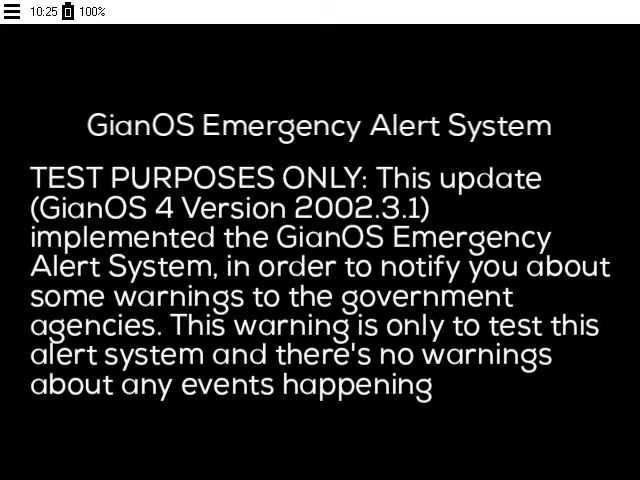 10:25 100%
GianOS Emergency Alert System
TEST PURPOSES ONLY: This update
(GianOS 4 Version 2002.3.1)
implemented the GianOS Emergency
Alert System, in order to notify you about
some warnings to the government
agencies. This warning is only to test this
alert system and there's no warnings
about any events happening